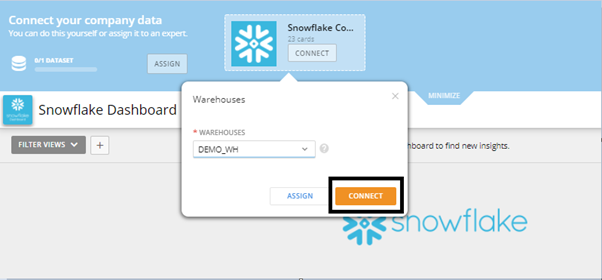 Connect your company data
You can do this yourself or assign it to an expert.
0/1 DATASET
ASSIGN
Snowflake Co...
23 cards
CONNECT
MINIMIZE
snowflake
Snowflake Dashboard
FILTER VIEWS
+
board to find new insights.
Warehouses
×
* WAREHOUSES
DEMO_WH
?
ASSIGN
CONNECT
snowflake